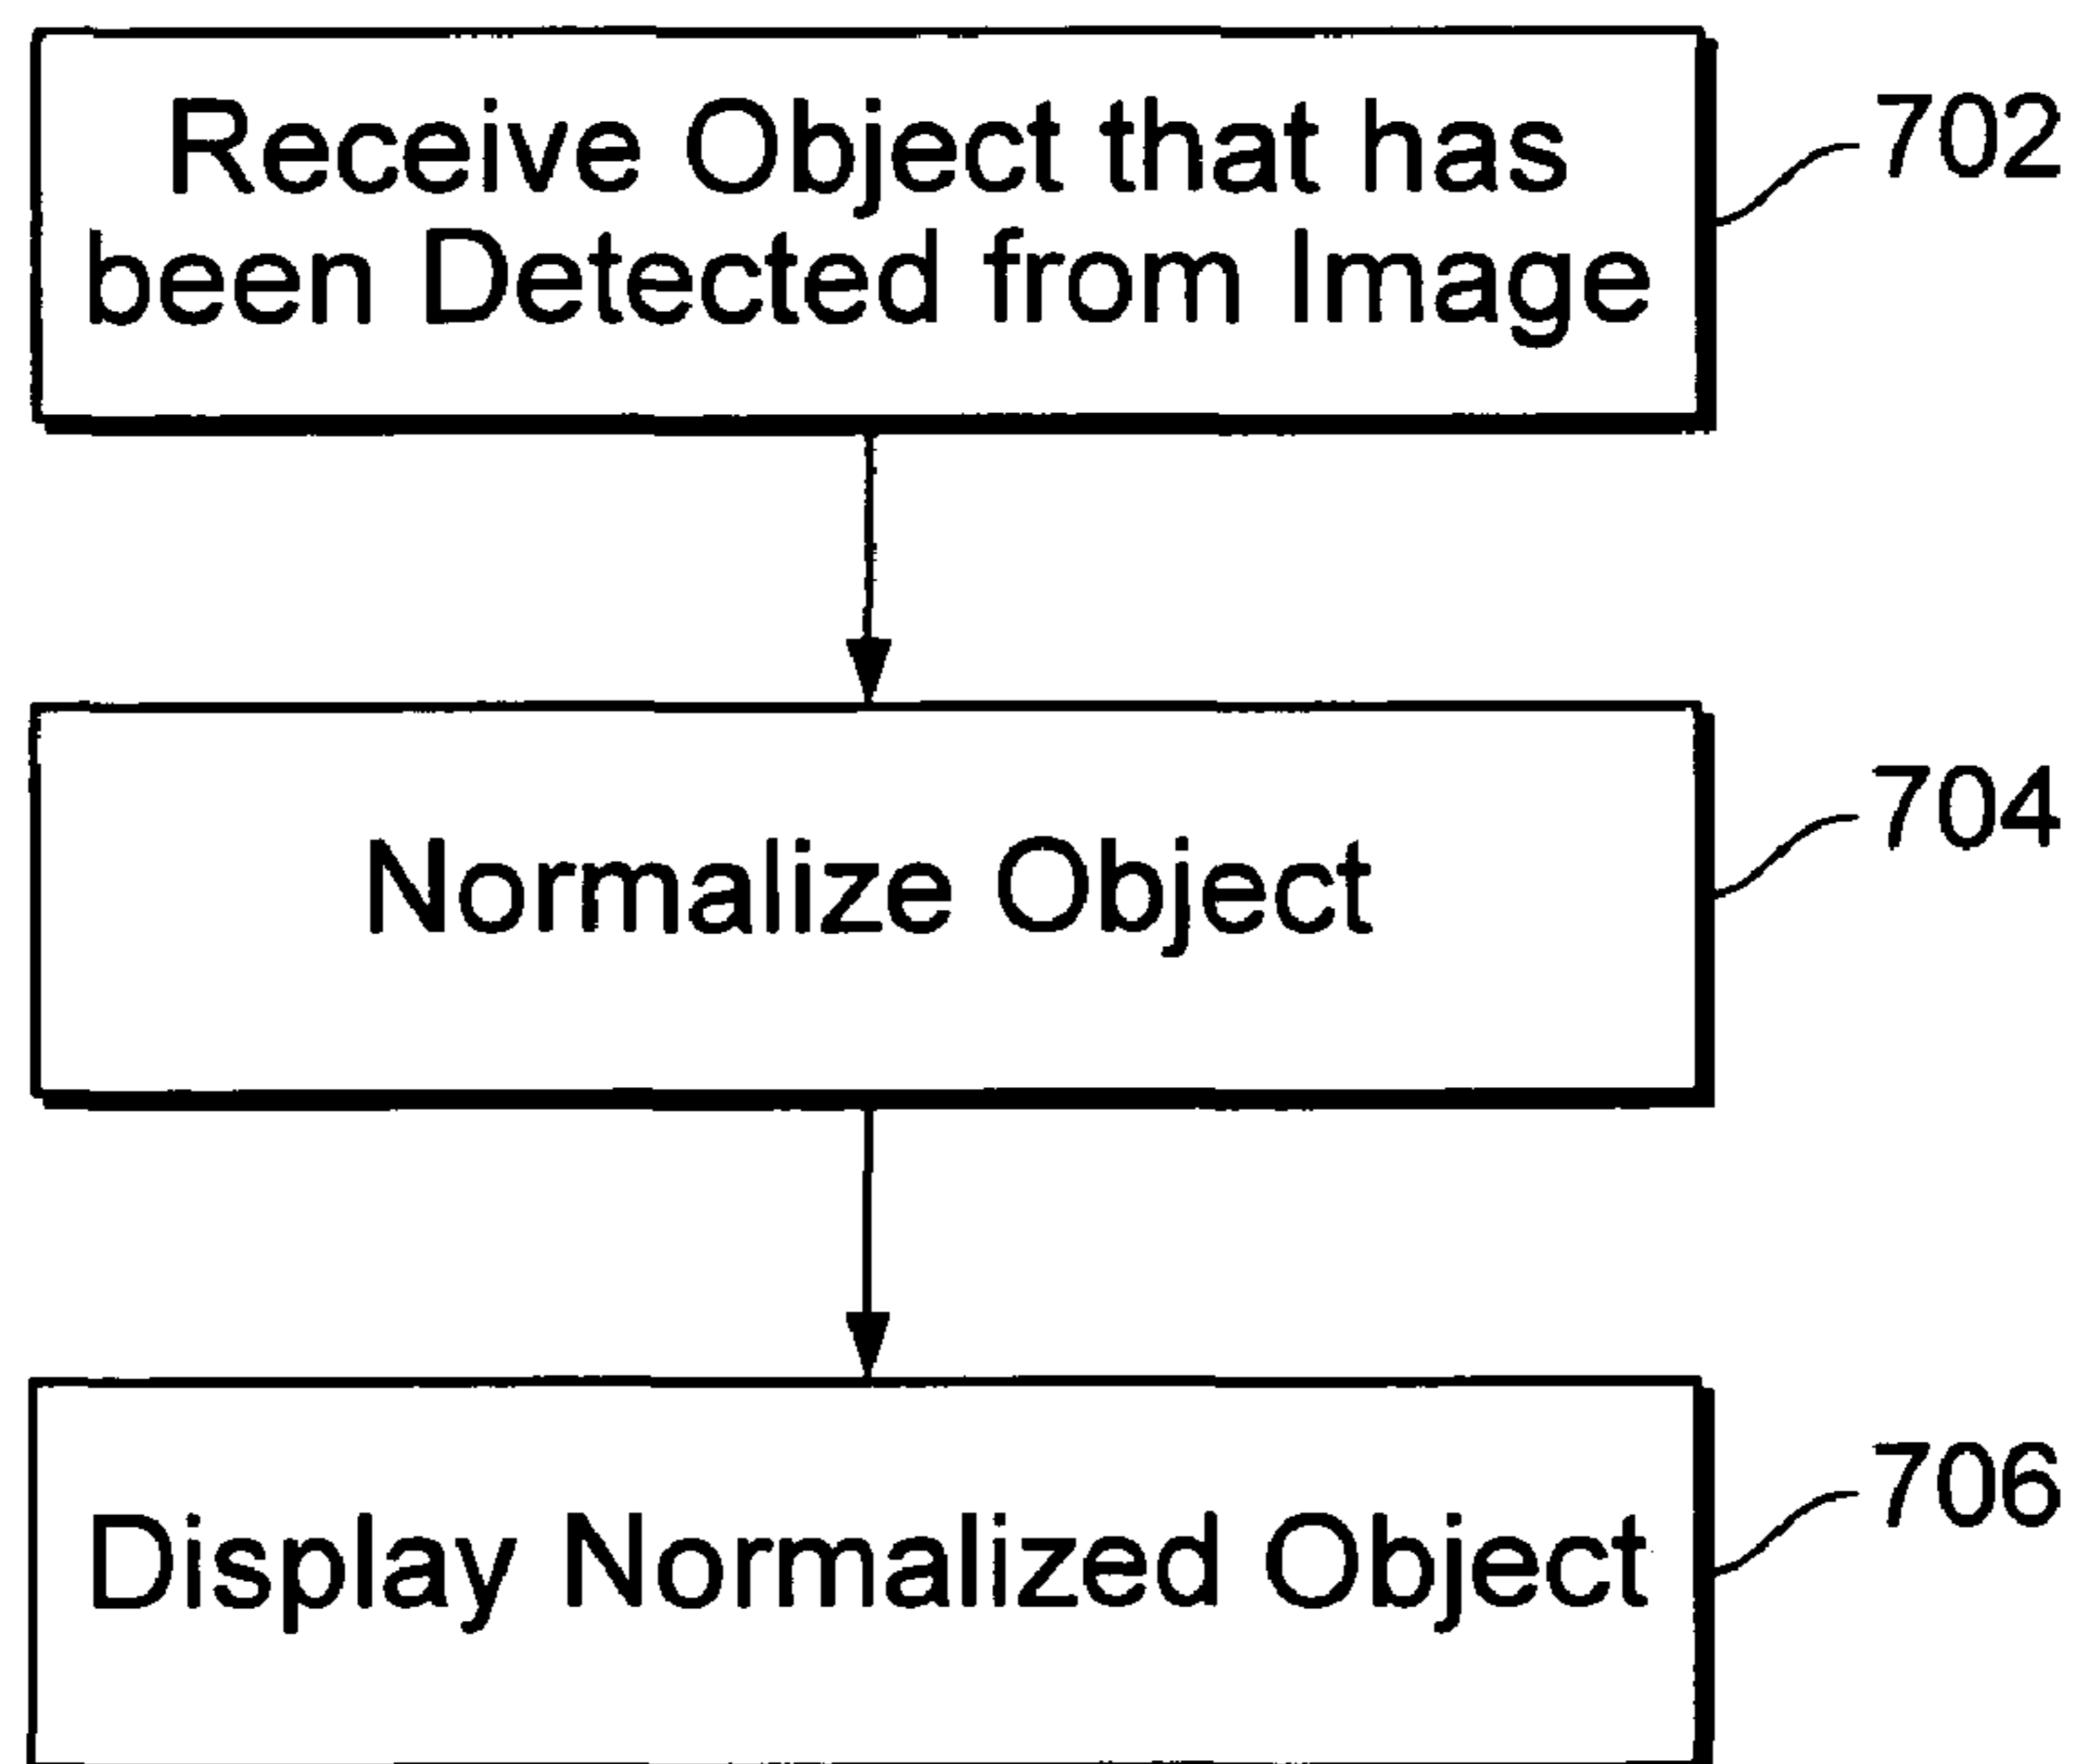 Receive Object that has
been Detected from Image
702
Normalize Object
704
Display Normalized Object
706